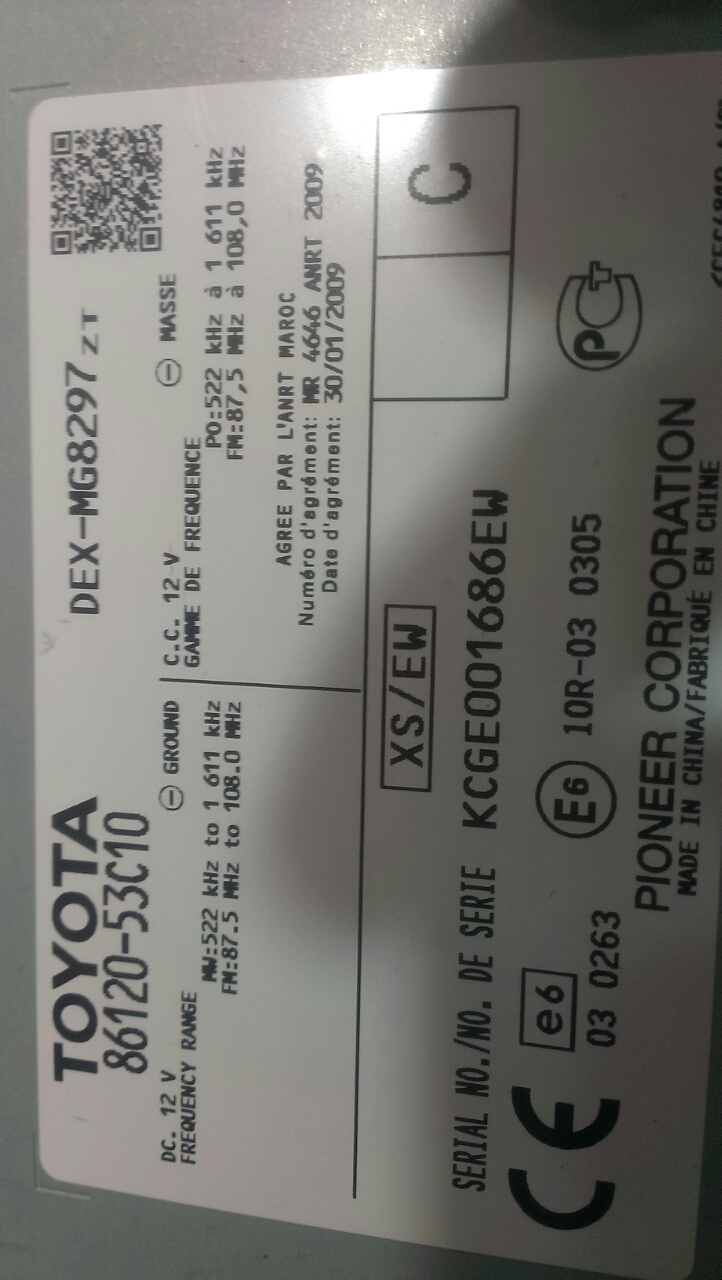 TOYOTA
86120-53C10
DEX-MG8297 ZT
DC. 12 V ⊖ GROUND
FREQUENCY RANGE
MW:522 kHz to 1 611 kHz
FM:87.5 MHz to 108.0 MHz
C.C. 12 V ⊖ MASSE
GAMME DE FREQUENCE
PO:522 kHz à 1 611 kHz
FM:87,5 MHz à 108,0 MHz
AGREE PAR L'ANRT MAROC
Numéro d'agrément: MR 4646 ANRT 2009
Date d'agrément: 30/01/2009
XS/EW
C
SERIAL NO./NO. DE SERIE KCGE001686EW
CE
e6
03 0263
E6 10R-03 0305
PCT
PIONEER CORPORATION
MADE IN CHINA/FABRIQUÉ EN CHINE